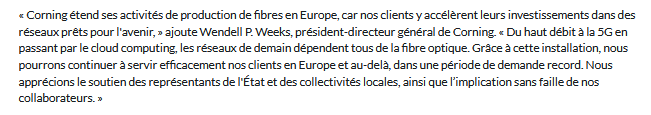 « Corning étend ses activités de production de fibres en Europe, car nos clients y accélèrent leurs investissements dans des
réseaux prêts pour l'avenir, » ajoute Wendell P. Weeks, président-directeur général de Corning. « Du haut débit à la 5G en
passant par le cloud computing, les réseaux de demain dépendent tous de la fibre optique. Grâce à cette installation, nous
pourrons continuer à servir efficacement nos clients en Europe et au-delà, dans une période de demande record. Nous
apprécions le soutien des représentants de l'État et des collectivités locales, ainsi que l'implication sans faille de nos
collaborateurs. »